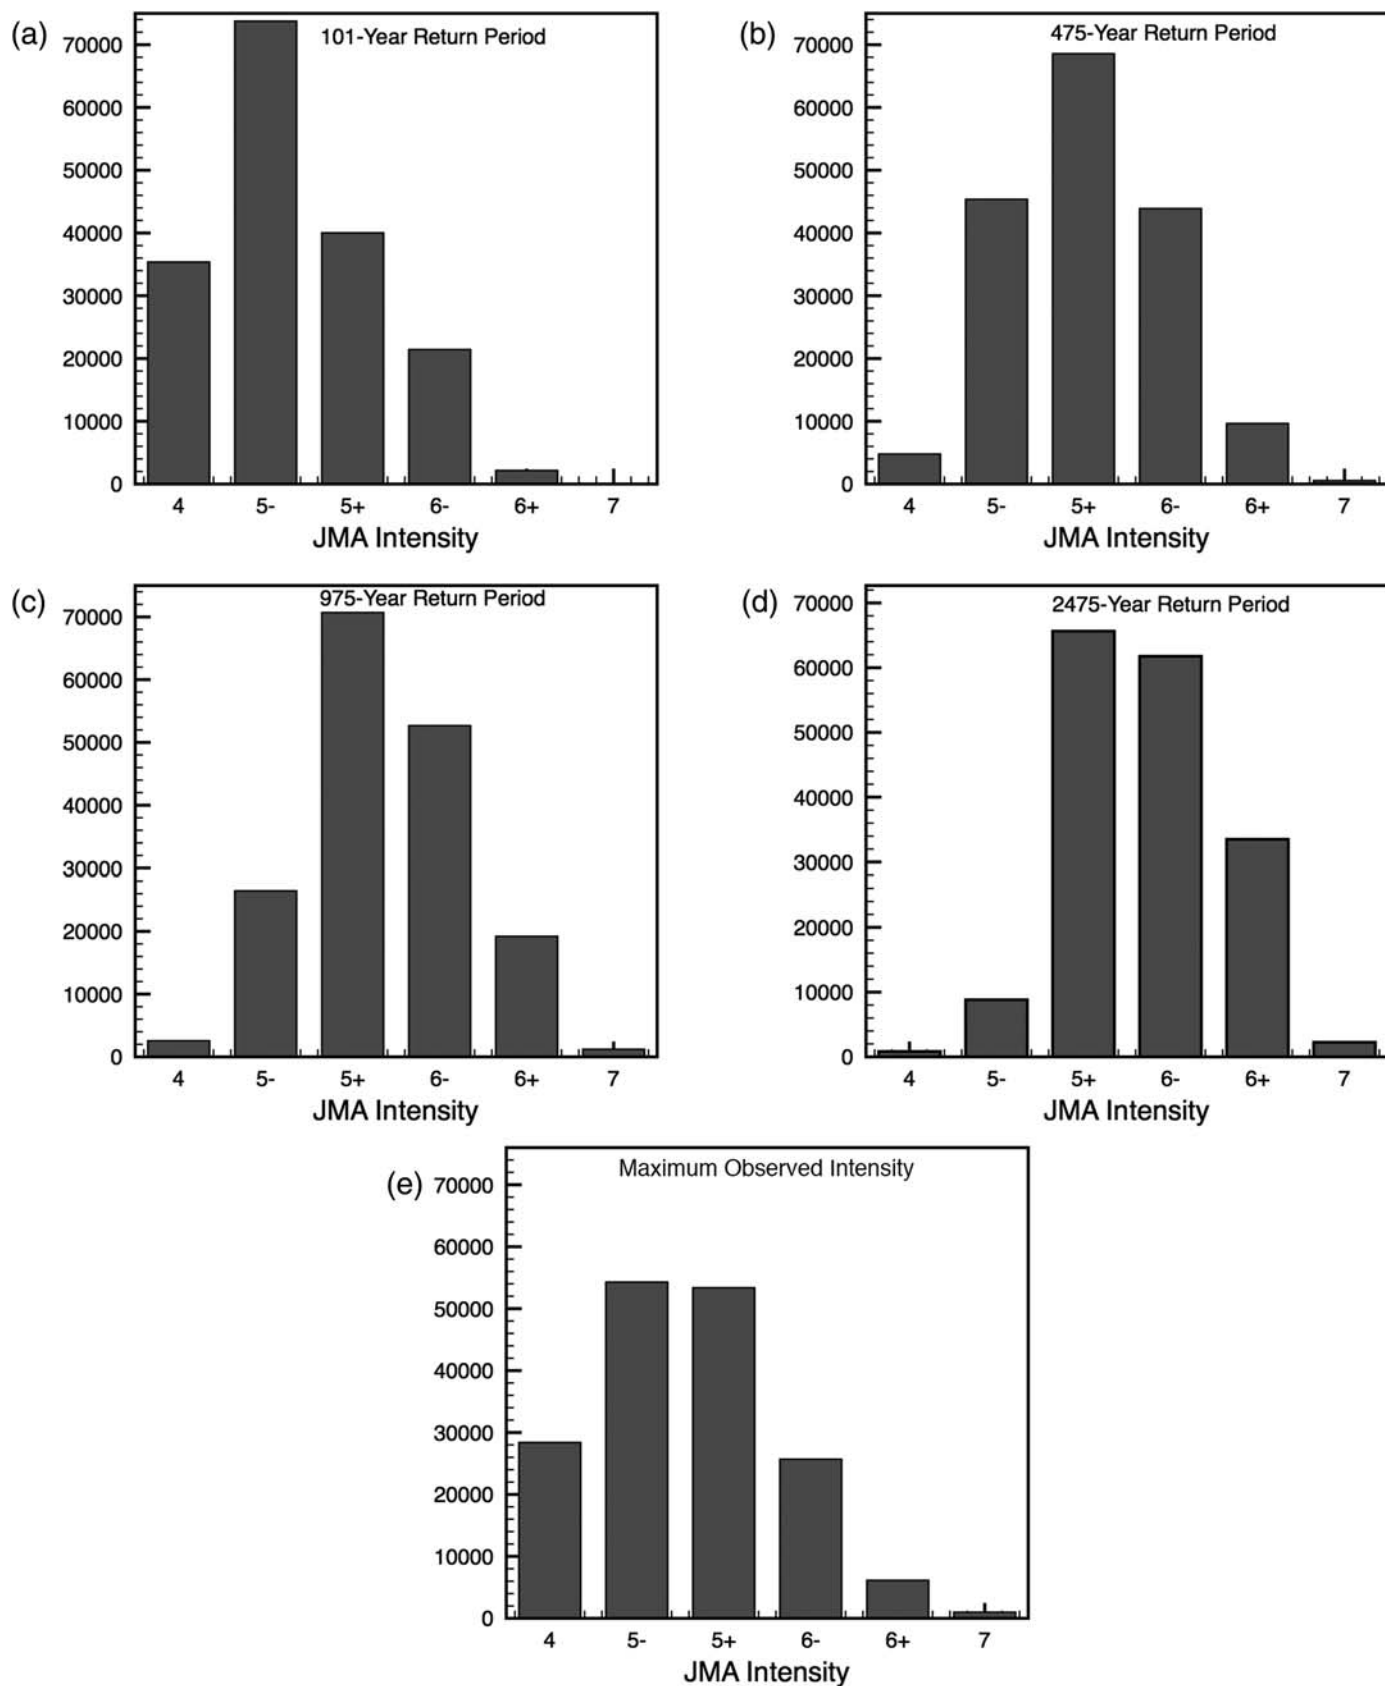 (a)
101-Year Return Period
70000
60000
50000
40000
30000
20000
10000
0
4 5- 5+ 6- 6+ 7
JMA Intensity
(b)
475-Year Return Period
70000
60000
50000
40000
30000
20000
10000
0
4 5- 5+ 6- 6+ 7
JMA Intensity
(c)
975-Year Return Period
70000
60000
50000
40000
30000
20000
10000
0
4 5- 5+ 6- 6+ 7
JMA Intensity
(d)
2475-Year Return Period
70000
60000
50000
40000
30000
20000
10000
0
4 5- 5+ 6- 6+ 7
JMA Intensity
(e)
Maximum Observed Intensity
70000
60000
50000
40000
30000
20000
10000
0
4 5- 5+ 6- 6+ 7
JMA Intensity